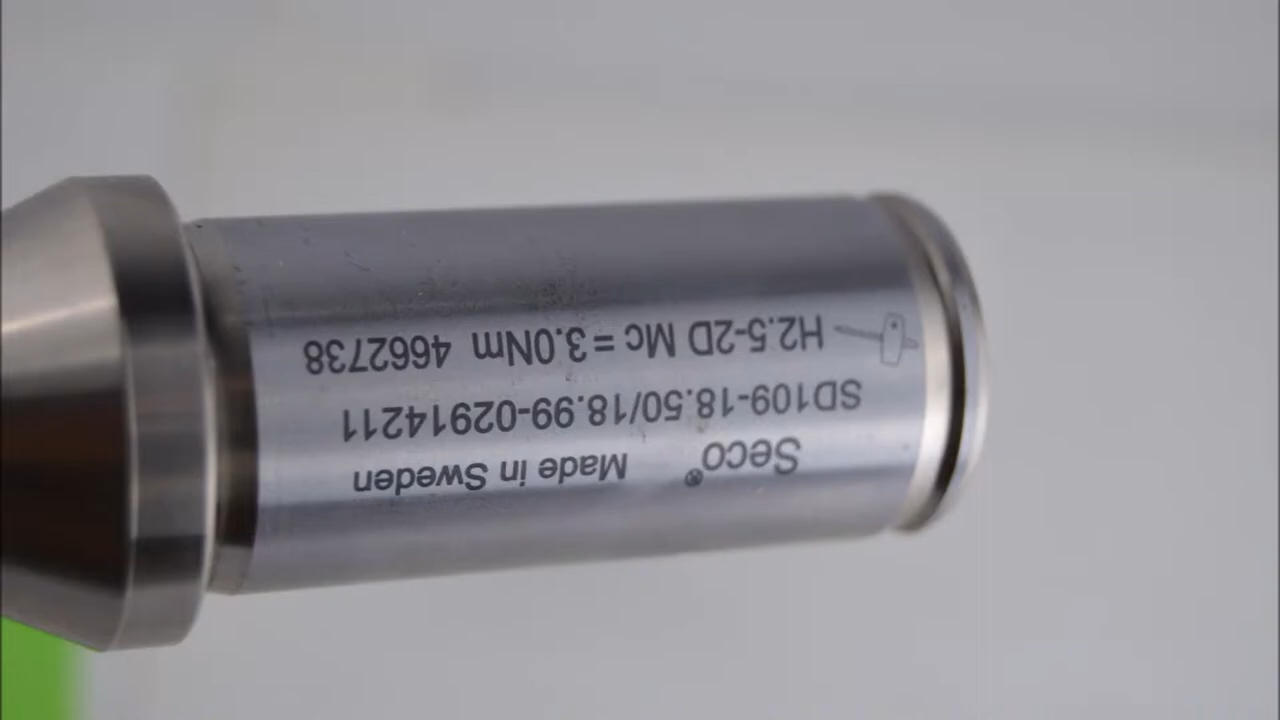 Seco® Made in Sweden
SD109-18.50/18.99-02914211
H2.5-2D Mc = 3.0Nm 4662738